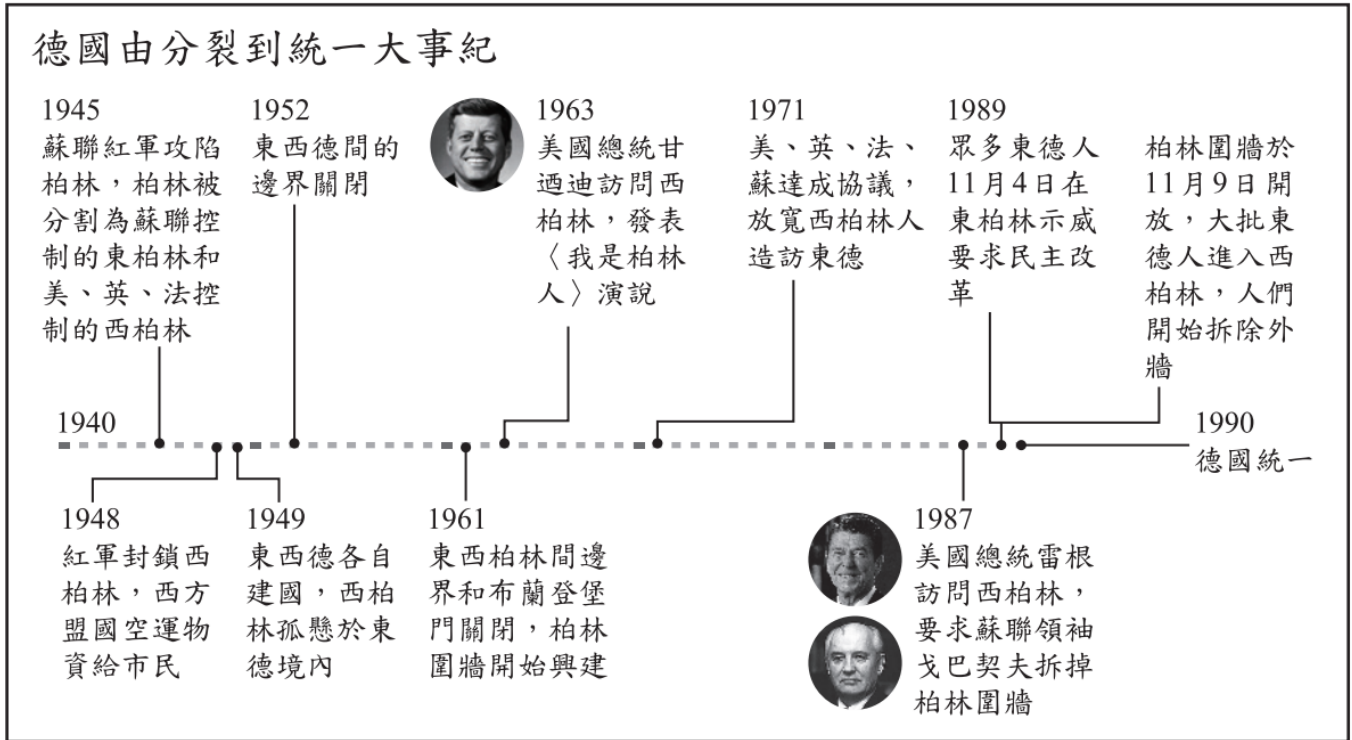 德國由分裂到統一大事紀
1945
蘇聯紅軍攻陷
柏林，柏林被
分割為蘇聯控
制的東柏林和
美、英、法控
制的西柏林
1952
東西德間的
邊界關閉
1963
美國總統甘
迺迪訪問西
柏林，發表
〈我是柏林
人〉演說
1971
美、英、法、
蘇達成協議，
放寬西柏林人
造訪東德
1989
眾多東德人
11月4日在
東柏林示威
要求民主改
革
柏林圍牆於
11月9日開
放，大批東
德人進入西
柏林，人們
開始拆除外
牆
1940
1990
德國統一
1948
紅軍封鎖西
柏林，西方
盟國空運物
資給市民
1949
東西德各自
建國，西柏
林孤懸於東
德境內
1961
東西柏林間邊
界和布蘭登堡
門關閉，柏林
圍牆開始興建
1987
美國總統雷根
訪問西柏林，
要求蘇聯領袖
戈巴契夫拆掉
柏林圍牆